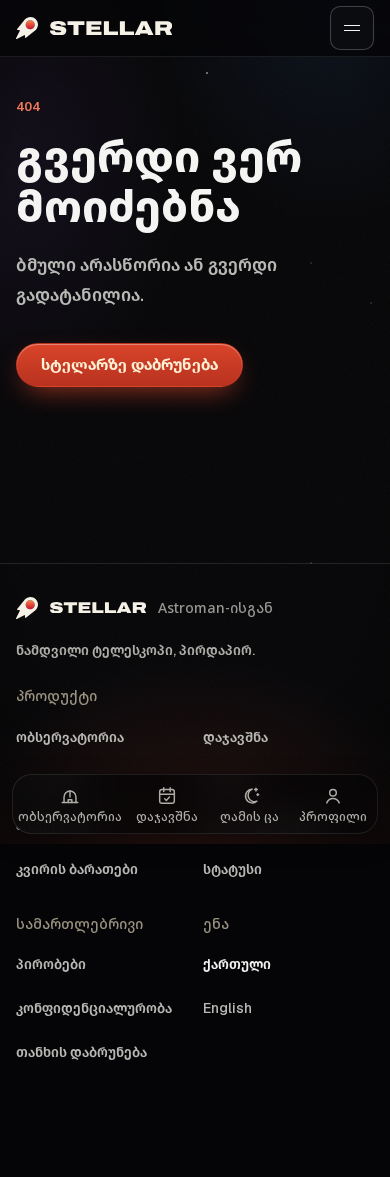 STELLAR
404
გვერდი ვერ
მოიძებნა
ბმული არასწორია ან გვერდი
გადატანილია.
სტელარზე დაბრუნება
STELLAR Astroman-ისგან
ნამდვილი ტელესკოპი, პირდაპირ.
პროდუქტი
ობსერვატორია დაჯავშნა
ობსერვატორია დაჯავშნა ღამის ცა პროფილი
კვირის ბარათები სტატუსი
სამართლებრივი ენა
პირობები ქართული
კონფიდენციალურობა English
თანხის დაბრუნება